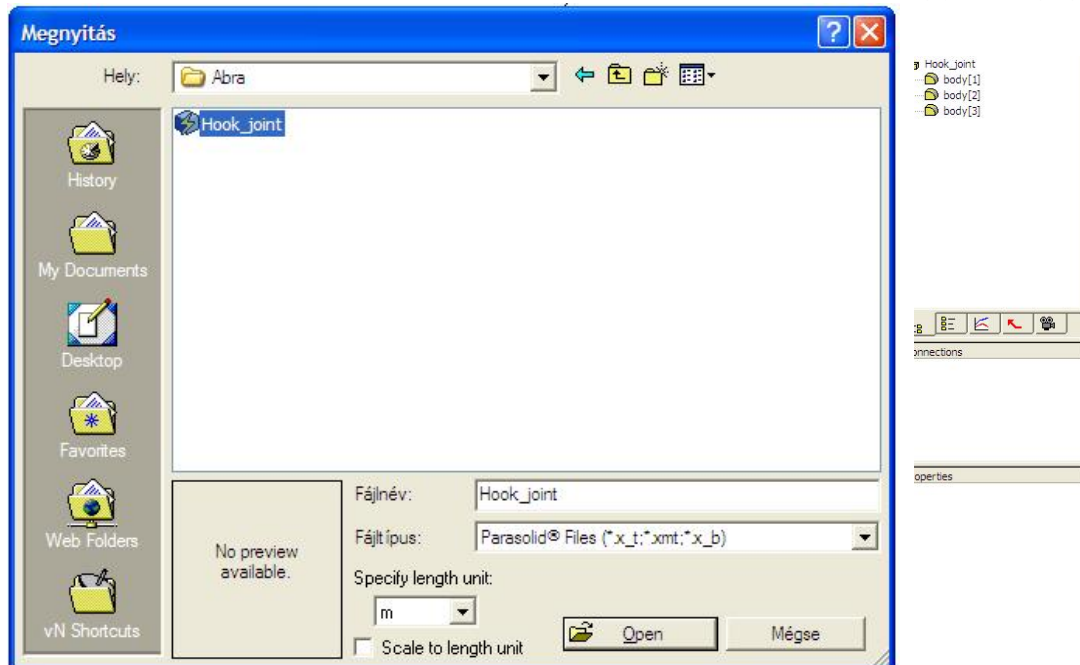 Megnyitás
Hely:
Abra
Hook_joint
History
My Documents
Desktop
Favorites
Web Folders
vN Shortcuts
No preview
available.
Fájlnév:
Hook_joint
Fájltípus:
Parasolid® Files (*.x_t;*.xmt;*.x_b)
Specify length unit:
m
Scale to length unit
Open
Mégse
Hook_joint
body[1]
body[2]
body[3]
onnections
operties